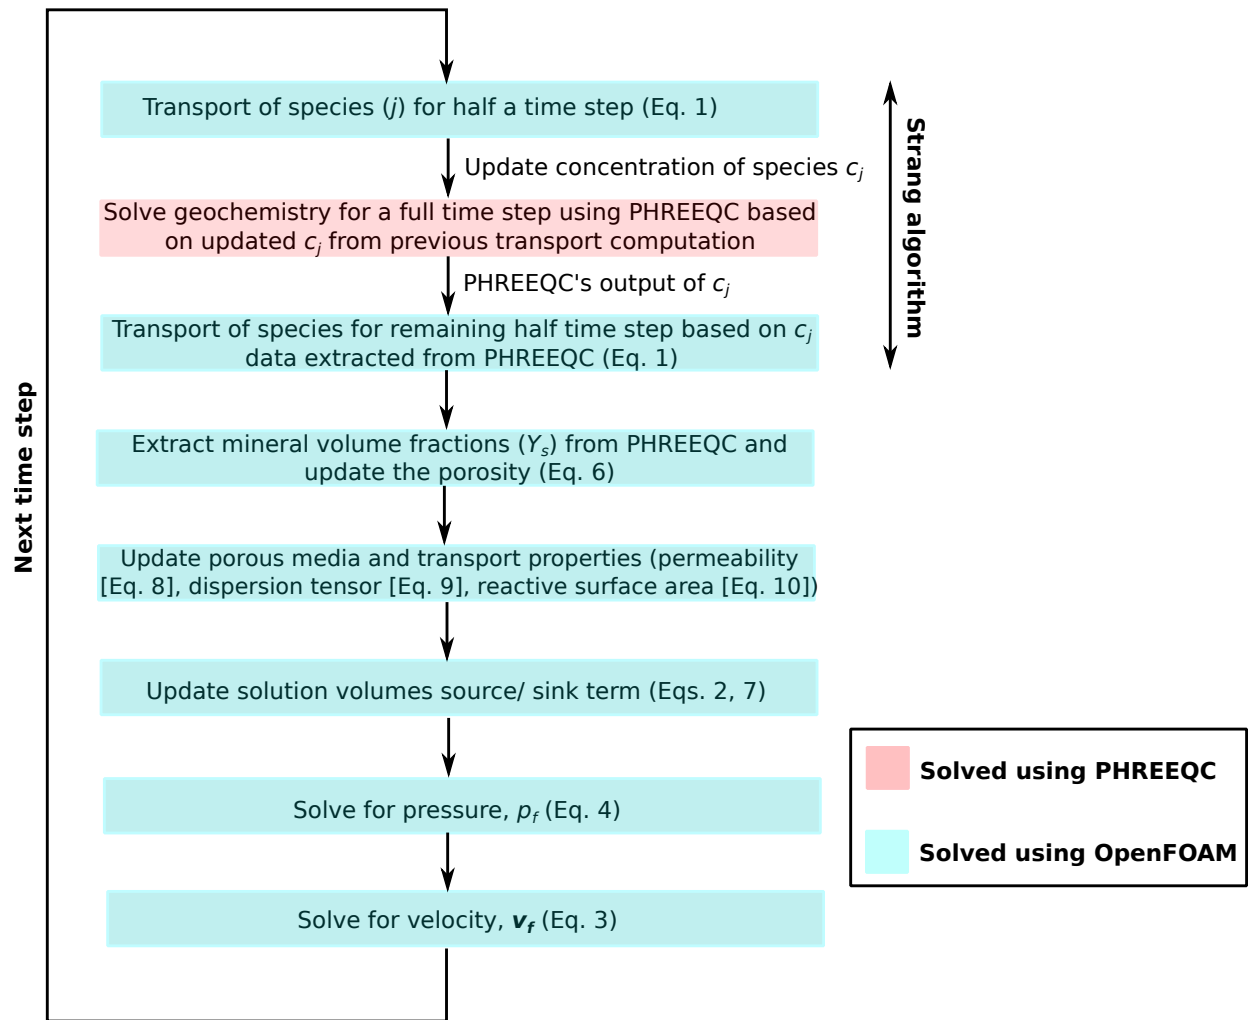 Transport of species (j) for half a time step (Eq. 1)
Update concentration of species cj
Solve geochemistry for a full time step using PHREEQC based
on updated cj from previous transport computation
PHREEQC's output of cj
Transport of species for remaining half time step based on cj
data extracted from PHREEQC (Eq. 1)
Strang algorithm
Extract mineral volume fractions (Ys) from PHREEQC and
update the porosity (Eq. 6)
Next time step
Update porous media and transport properties (permeability
[Eq. 8], dispersion tensor [Eq. 9], reactive surface area [Eq. 10])
Update solution volumes source/ sink term (Eqs. 2, 7)
Solve for pressure, pf (Eq. 4)
Solve for velocity, vf (Eq. 3)
Solved using PHREEQC
Solved using OpenFOAM